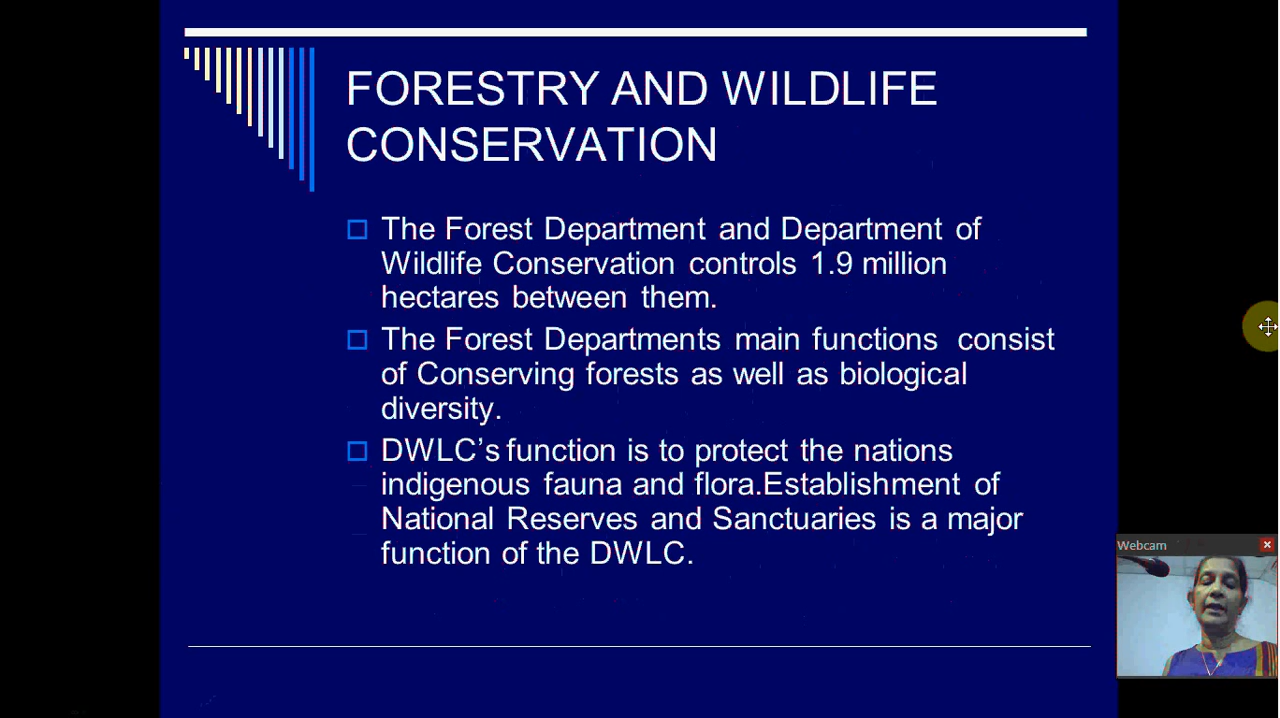 FORESTRY AND WILDLIFE
CONSERVATION
The Forest Department and Department of
Wildlife Conservation controls 1.9 million
hectares between them.
The Forest Departments main functions consist
of Conserving forests as well as biological
diversity.
DWLC’s function is to protect the nations
indigenous fauna and flora.Establishment of
National Reserves and Sanctuaries is a major
function of the DWLC.
Webcam